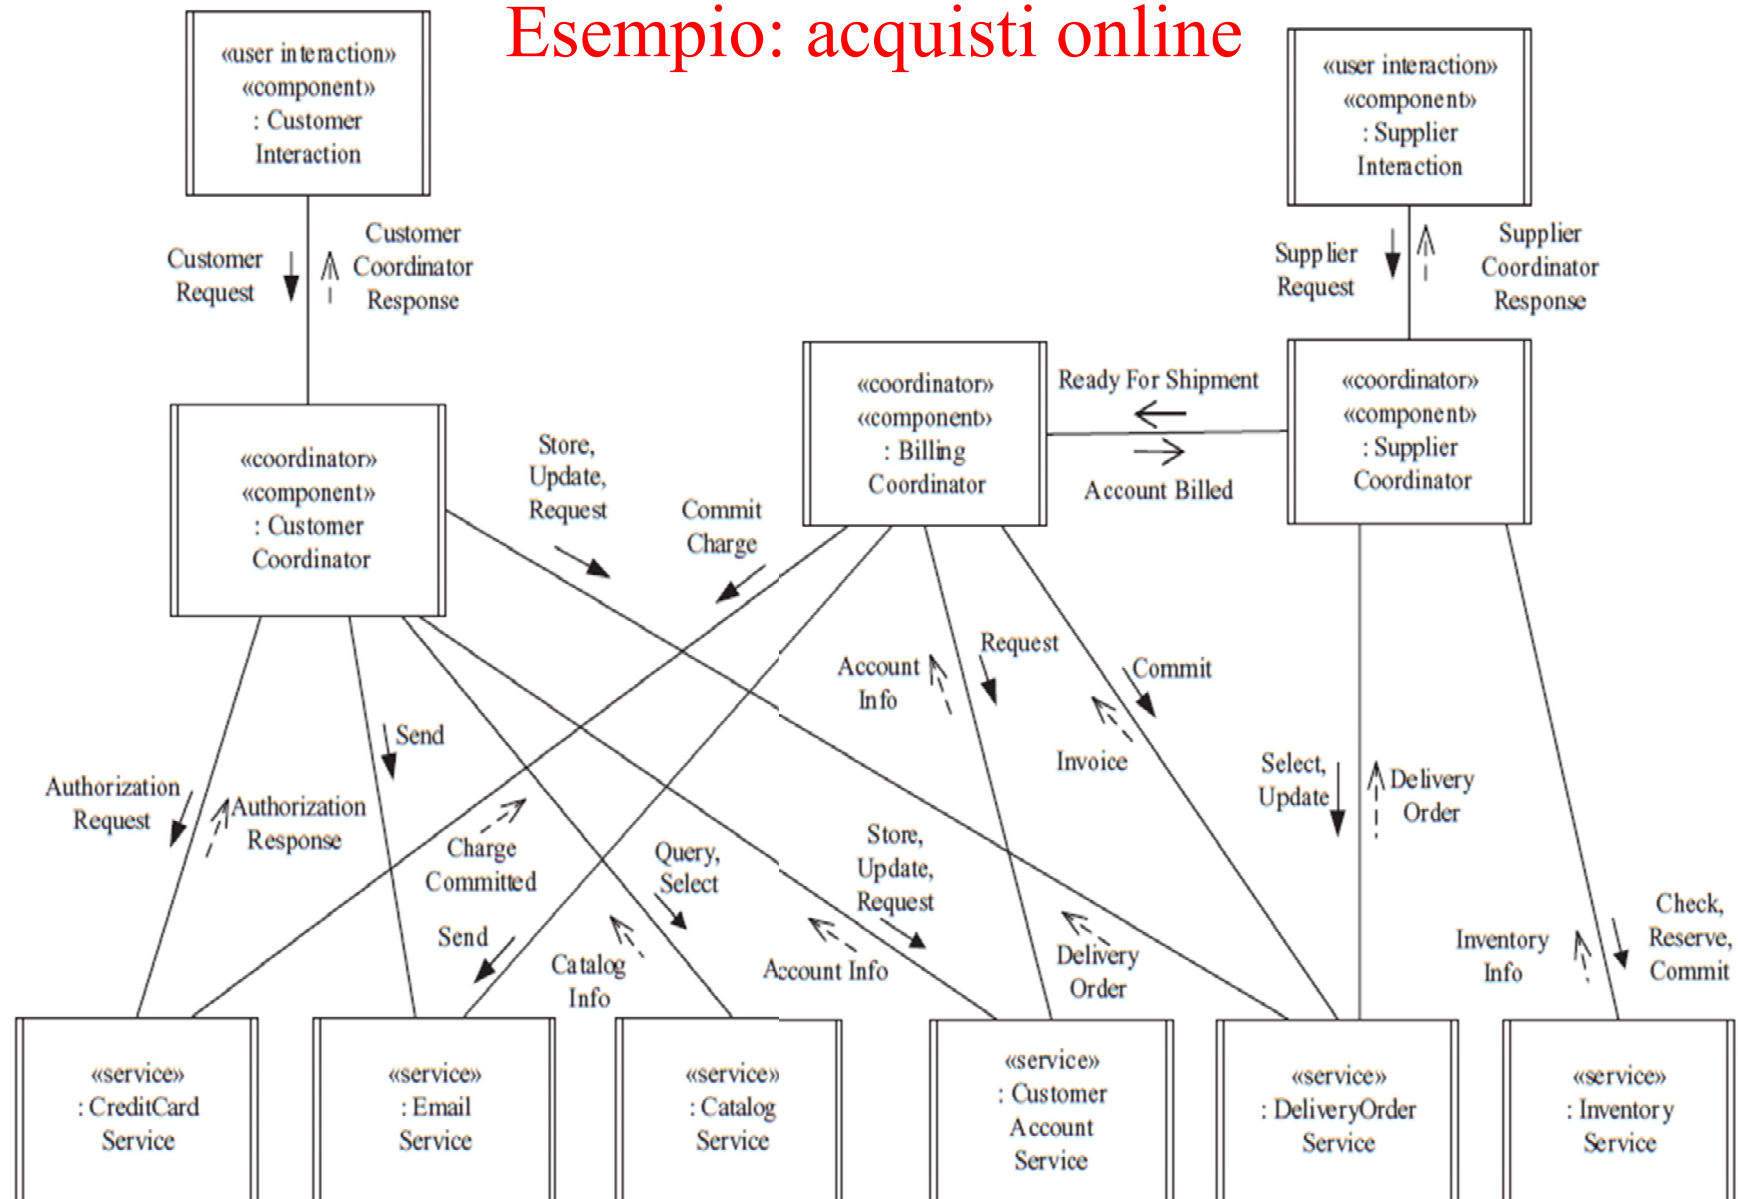 Esempio: acquisti online
«user interaction»
«component»
: Customer
Interaction
«user interaction»
«component»
: Supplier
Interaction
Customer
Request
Customer
Coordinator
Response
Supplier
Request
Supplier
Coordinator
Response
«coordinator»
«component»
: Customer
Coordinator
«coordinator»
«component»
: Billing
Coordinator
Ready For Shipment
Account Billed
«coordinator»
«component»
: Supplier
Coordinator
Store,
Update,
Request
Commit
Charge
Account
Info
Request
Commit
Invoice
Send
Authorization
Request
Authorization
Response
Select,
Update
Delivery
Order
Charge
Committed
Query,
Select
Store,
Update,
Request
Send
Catalog
Info
Account Info
Delivery
Order
Inventory
Info
Check,
Reserve,
Commit
«service»
: CreditCard
Service
«service»
: Email
Service
«service»
: Catalog
Service
«service»
: Customer
Account
Service
«service»
: DeliveryOrder
Service
«service»
: Inventory
Service